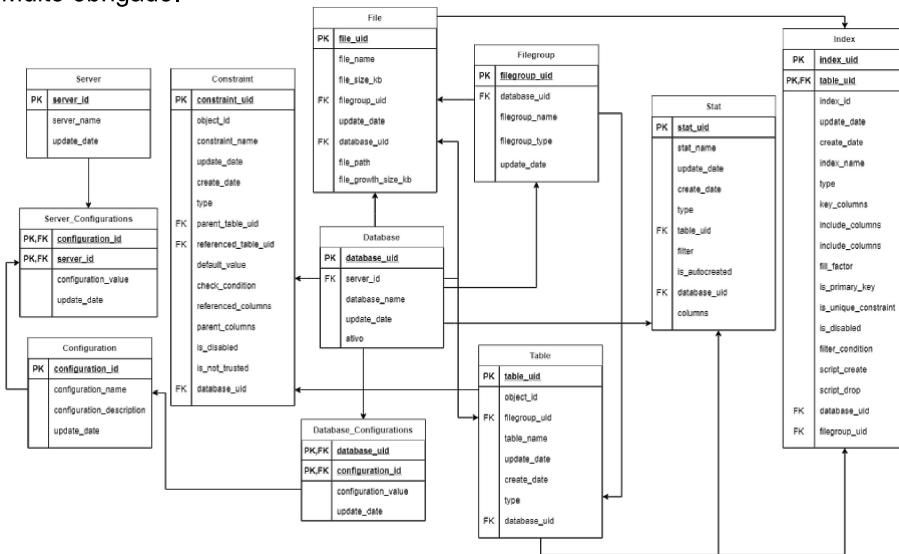 Muito obrigado!
File
PK file_uid
file_name
file_size_kb
FK filegroup_uid
update_date
FK database_uid
file_path
file_growth_size_kb
Filegroup
PK filegroup_uid
FK database_uid
filegroup_name
filegroup_type
update_date
Index
PK index_uid
PK,FK table_uid
index_id
update_date
create_date
index_name
type
key_columns
include_columns
include_columns
fill_factor
is_primary_key
is_unique_constraint
is_disabled
filter_condition
script_create
script_drop
FK database_uid
FK filegroup_uid
Server
PK server_id
server_name
update_date
Constraint
PK constraint_uid
object_id
constraint_name
update_date
create_date
type
FK parent_table_uid
FK referenced_table_uid
default_value
check_condition
referenced_columns
parent_columns
is_disabled
is_not_trusted
FK database_uid
Stat
PK stat_uid
stat_name
update_date
create_date
type
FK table_uid
filter
is_autocreated
FK database_uid
columns
Server_Configurations
PK,FK configuration_id
PK,FK server_id
configuration_value
update_date
Database
PK database_uid
FK server_id
database_name
update_date
ativo
Configuration
PK configuration_id
configuration_name
configuration_description
update_date
Table
PK table_uid
object_id
FK filegroup_uid
table_name
update_date
create_date
type
FK database_uid
Database_Configurations
PK,FK database_uid
PK,FK configuration_id
configuration_value
update_date